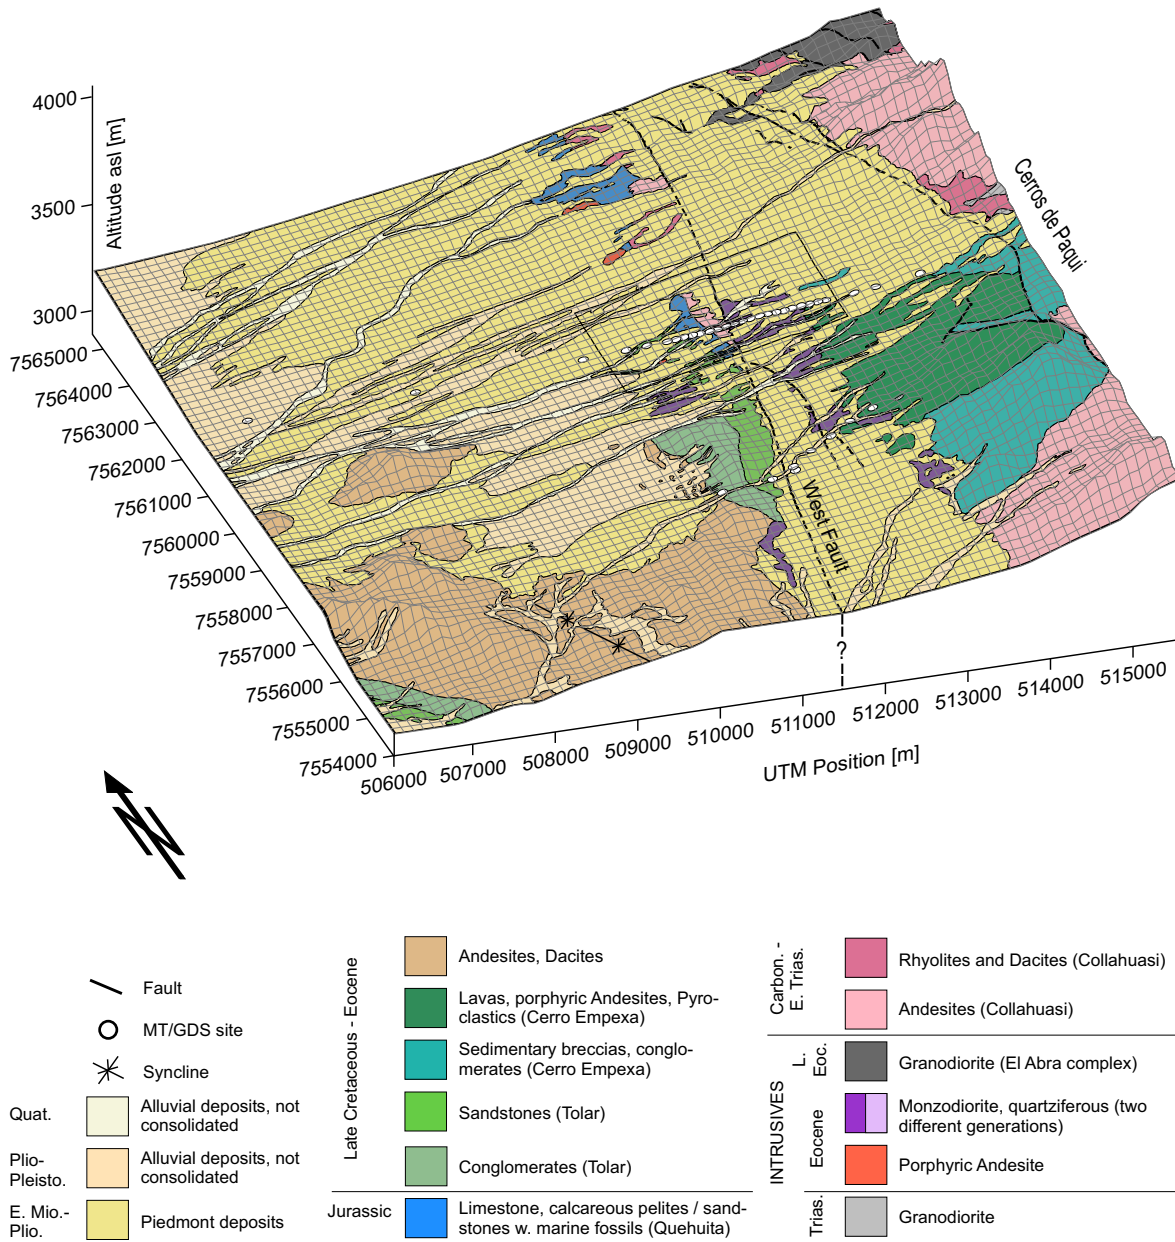 4000
3500
3000
Altitude asl [m]
Cerros de Paqui
West Fault
7565000
7564000
7563000
7562000
7561000
7560000
7559000
7558000
7557000
7556000
7555000
7554000
506000
507000
508000
509000
510000
511000
512000
513000
514000
515000
?
UTM Position [m]
N
Fault
MT/GDS site
Syncline
Quat.
Alluvial deposits, not
consolidated
Plio-
Pleisto.
Alluvial deposits, not
consolidated
E. Mio.-
Plio.
Piedmont deposits
Late Cretaceous - Eocene
Andesites, Dacites
Lavas, porphyric Andesites, Pyro-
clastics (Cerro Empexa)
Sedimentary breccias, conglo-
merates (Cerro Empexa)
Sandstones (Tolar)
Conglomerates (Tolar)
Jurassic
Limestone, calcareous pelites / sand-
stones w. marine fossils (Quehuita)
Carbon. -
E. Trias.
Rhyolites and Dacites (Collahuasi)
Andesites (Collahuasi)
INTRUSIVES
L.
Eoc.
Granodiorite (El Abra complex)
Eocene
Monzodiorite, quartziferous (two
different generations)
Porphyric Andesite
Trias.
Granodiorite